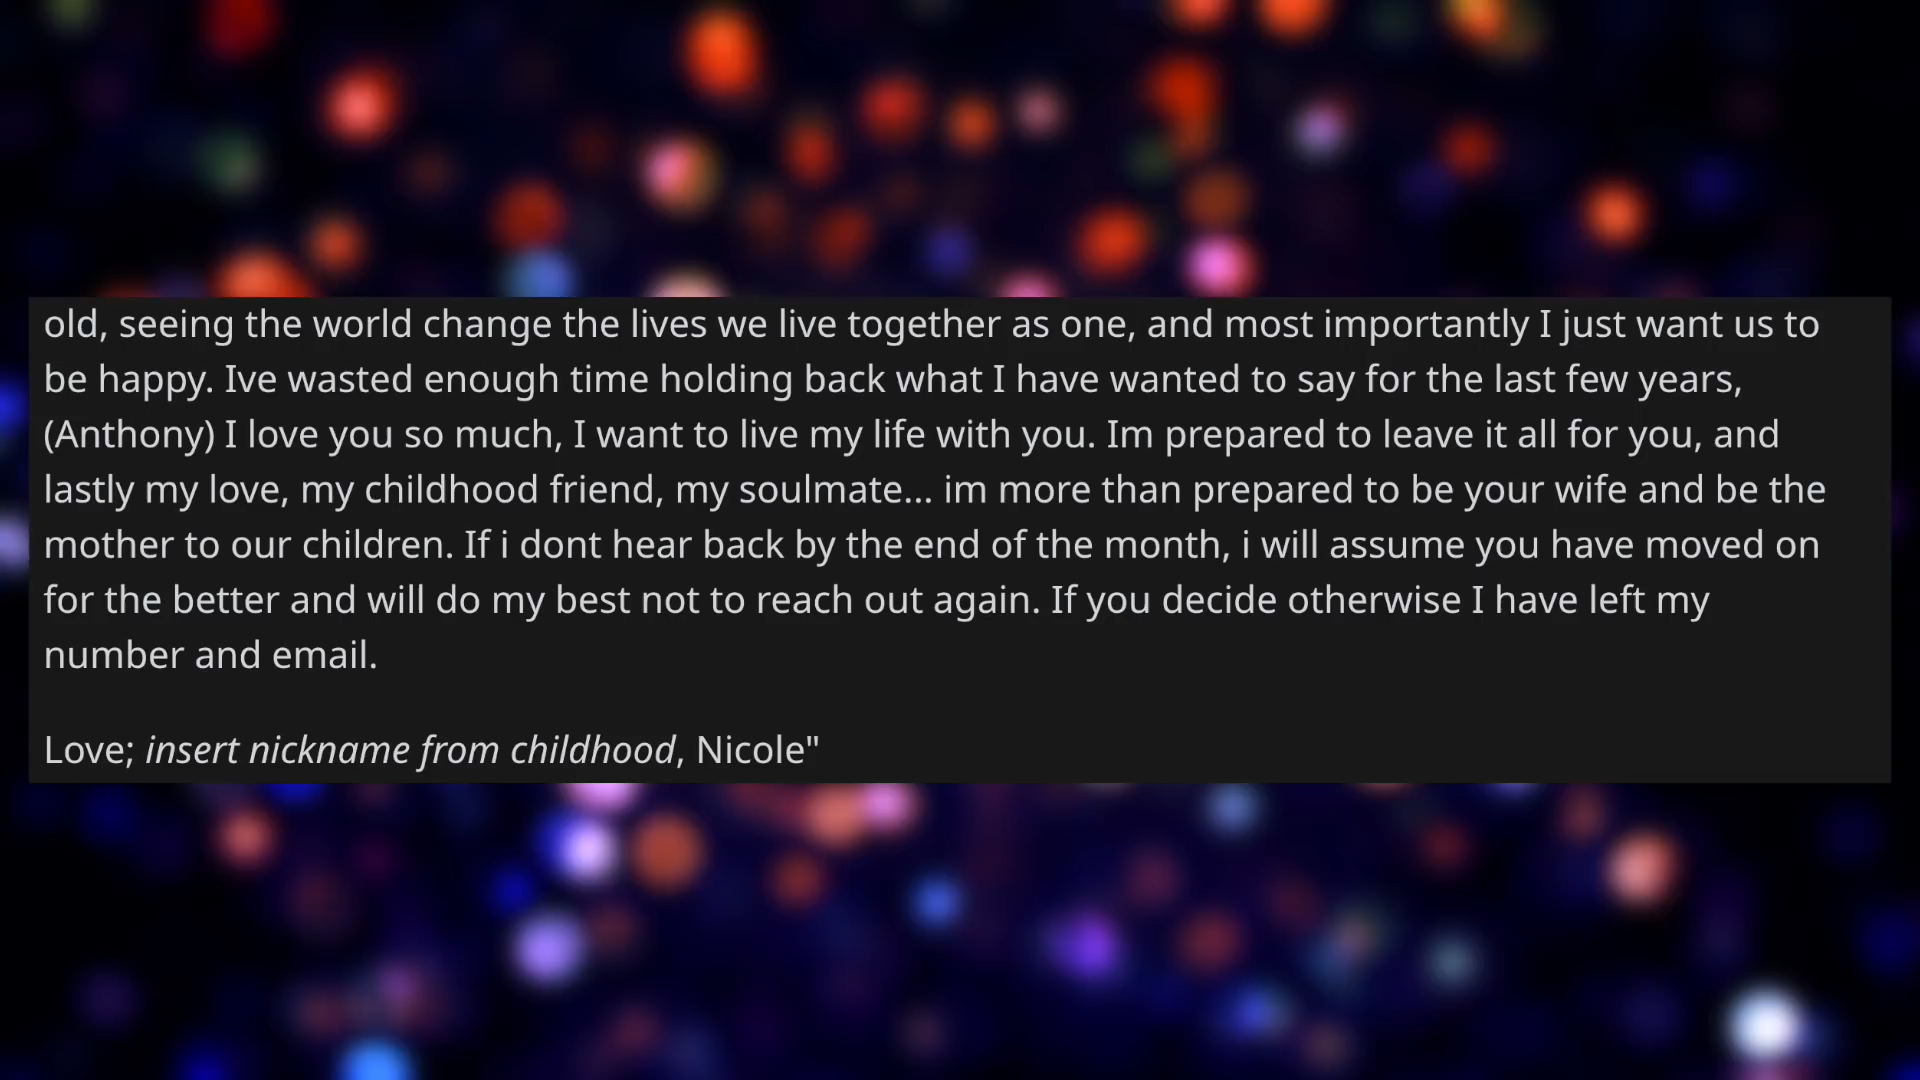 old, seeing the world change the lives we live together as one, and most importantly I just want us to
be happy. Ive wasted enough time holding back what I have wanted to say for the last few years,
(Anthony) I love you so much, I want to live my life with you. Im prepared to leave it all for you, and
lastly my love, my childhood friend, my soulmate... im more than prepared to be your wife and be the
mother to our children. If i dont hear back by the end of the month, i will assume you have moved on
for the better and will do my best not to reach out again. If you decide otherwise I have left my
number and email.
Love; insert nickname from childhood, Nicole"